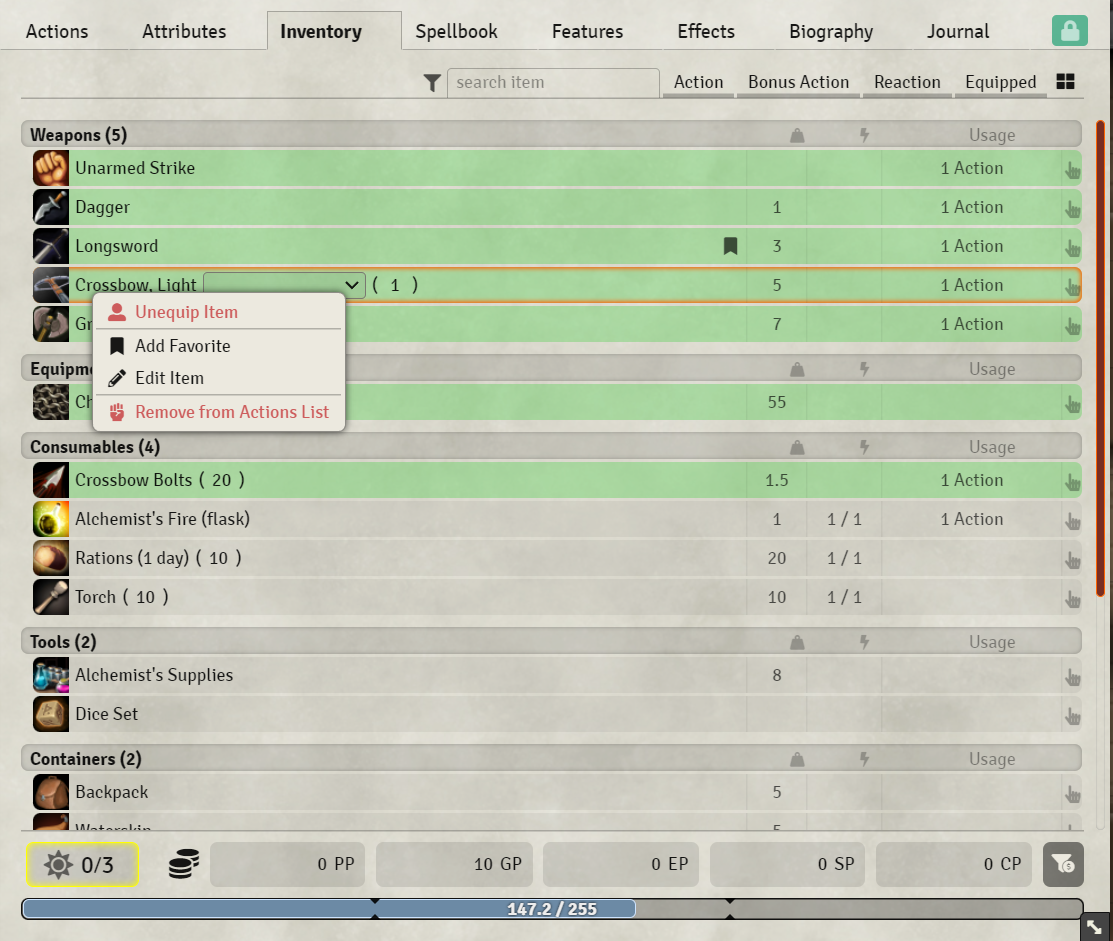 Actions Attributes Inventory Spellbook Features Effects Biography Journal
search item Action Bonus Action Reaction Equipped
Weapons (5) Usage
Unarmed Strike 1 Action
Dagger 1 1 Action
Longsword 3 1 Action
Crossbow, Light ( 1 ) 5 1 Action
Unequip Item
Gr 7 1 Action
Add Favorite
Equipme Usage
Edit Item
Ch 55
Remove from Actions List
Consumables (4) Usage
Crossbow Bolts ( 20 ) 1.5 1 Action
Alchemist's Fire (flask) 1 1 / 1 1 Action
Rations (1 day) ( 10 ) 20 1 / 1
Torch ( 10 ) 10 1 / 1
Tools (2) Usage
Alchemist's Supplies 8
Dice Set
Containers (2) Usage
Backpack 5
Waterskin 5
0/3 0 PP 10 GP 0 EP 0 SP 0 CP
147.2 / 255